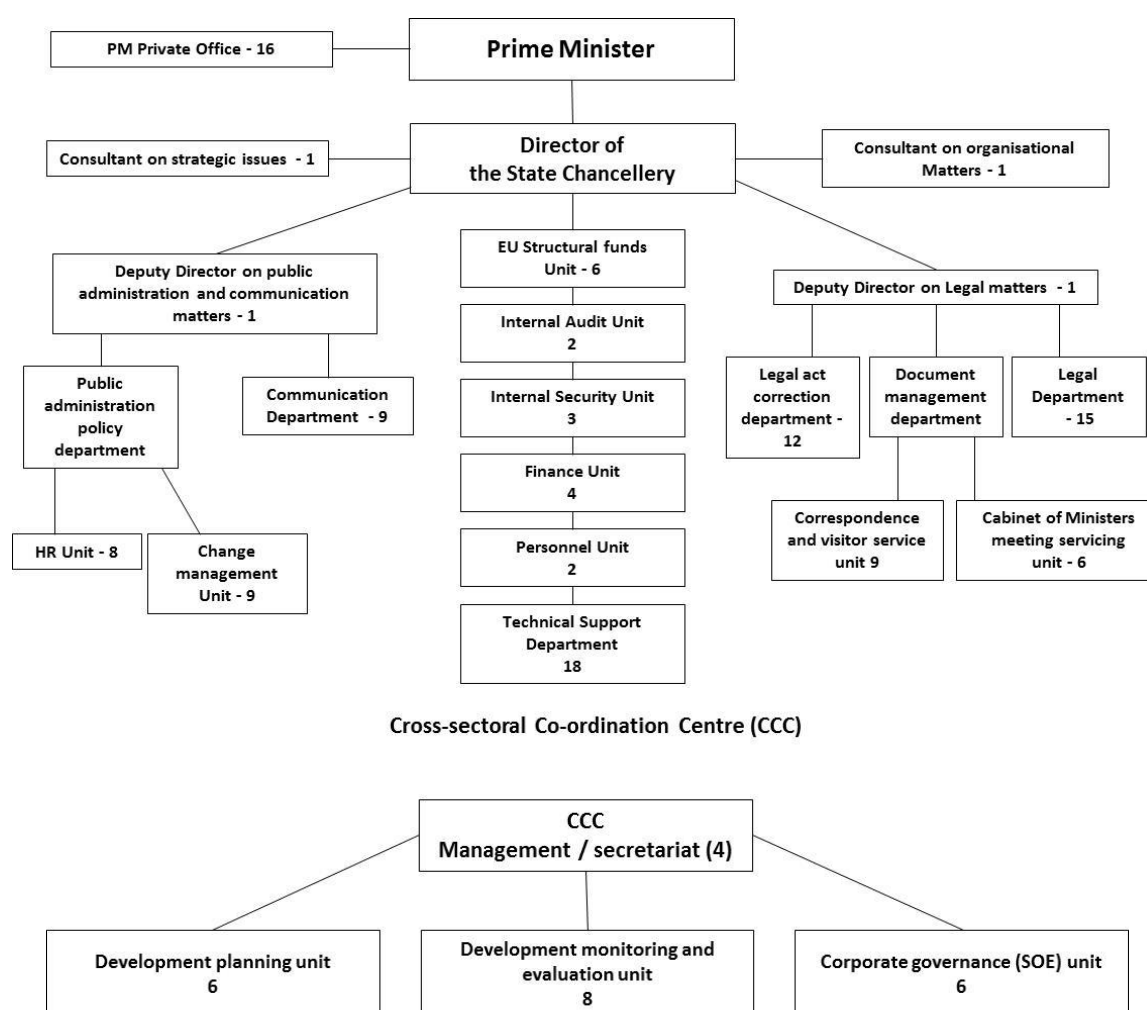 PM Private Office - 16
Prime Minister
Consultant on strategic issues - 1
Director of
the State Chancellery
Consultant on organisational
Matters - 1
Deputy Director on public
administration and communication
matters - 1
EU Structural funds
Unit - 6
Deputy Director on Legal matters - 1
Public
administration
policy
department
Communication
Department - 9
Internal Audit Unit
2
Internal Security Unit
3
Finance Unit
4
Personnel Unit
2
Technical Support
Department
18
Legal act
correction
department -
12
Document
management
department
Legal
Department
- 15
HR Unit - 8
Change
management
Unit - 9
Correspondence
and visitor service
unit 9
Cabinet of Ministers
meeting servicing
unit - 6
Cross-sectoral Co-ordination Centre (CCC)
CCC
Management / secretariat (4)
Development planning unit
6
Development monitoring and
evaluation unit
8
Corporate governance (SOE) unit
6